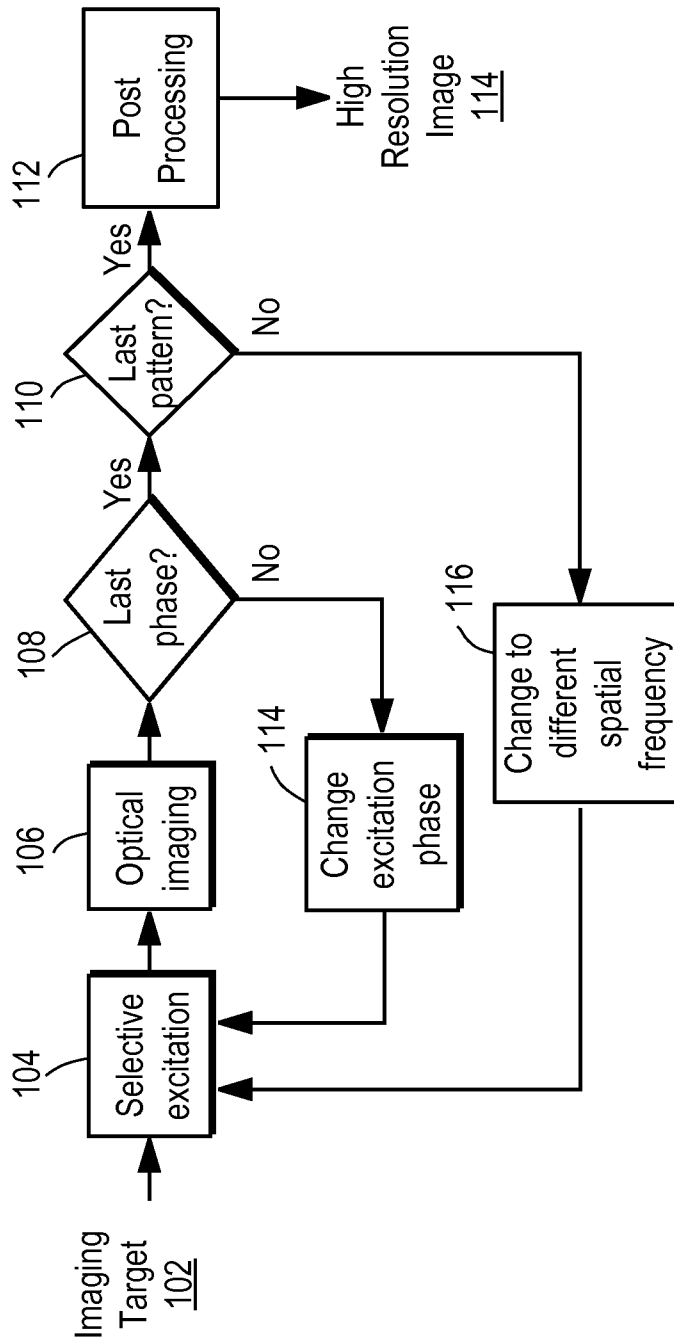 Imaging
Target
102
104
Selective
excitation
106
Optical
imaging
108
Last
phase?
Yes
No
110
Last
pattern?
Yes
No
112
Post
Processing
High
Resolution
Image
114
114
Change
excitation
phase
116
Change to
different
spatial
frequency